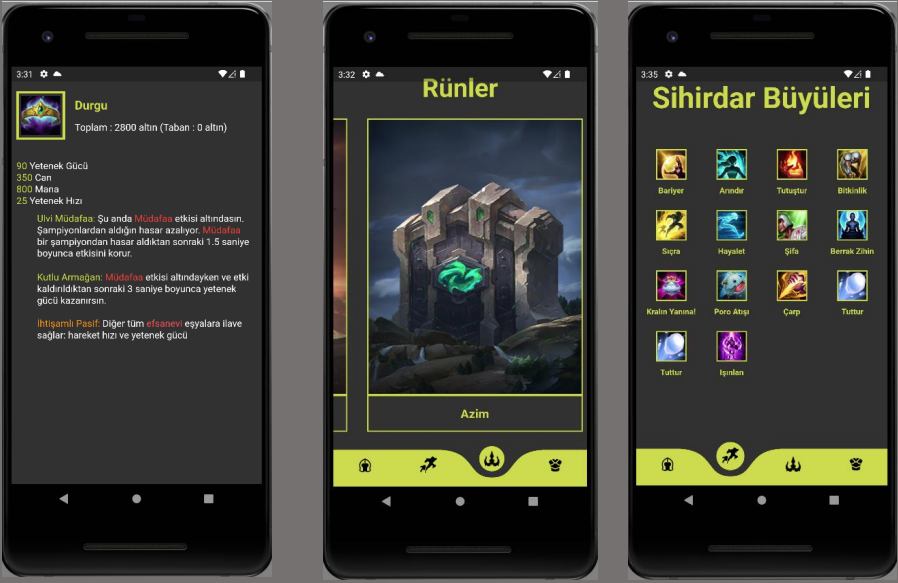 3:31
Durgu
Toplam : 2800 altın (Taban : 0 altın)
90 Yetenek Gücü
350 Can
800 Mana
25 Yetenek Hızı
Ulvi Müdafaa: Şu anda Müdafaa etkisi altındasın.
Şampiyonlardan aldığın hasar azalıyor. Müdafaa
bir şampiyondan hasar aldıktan sonraki 1.5 saniye
boyunca etkisini korur.
Kutlu Armağan: Müdafaa etkisi altındayken ve etki
kaldırıldıktan sonraki 3 saniye boyunca yetenek
gücü kazanırsın.
İhtişamlı Pasif: Diğer tüm efsanevi eşyalara ilave
sağlar: hareket hızı ve yetenek gücü
3:32
Rünler
Azim
3:35
Sihirdar Büyüleri
Bariyer Arındır Tutuştur Bitkinlik
Sıçra Hayalet Şifa Berrak Zihin
Kralın Yanına! Poro Atışı Çarp Tuttur
Tuttur Işınlan